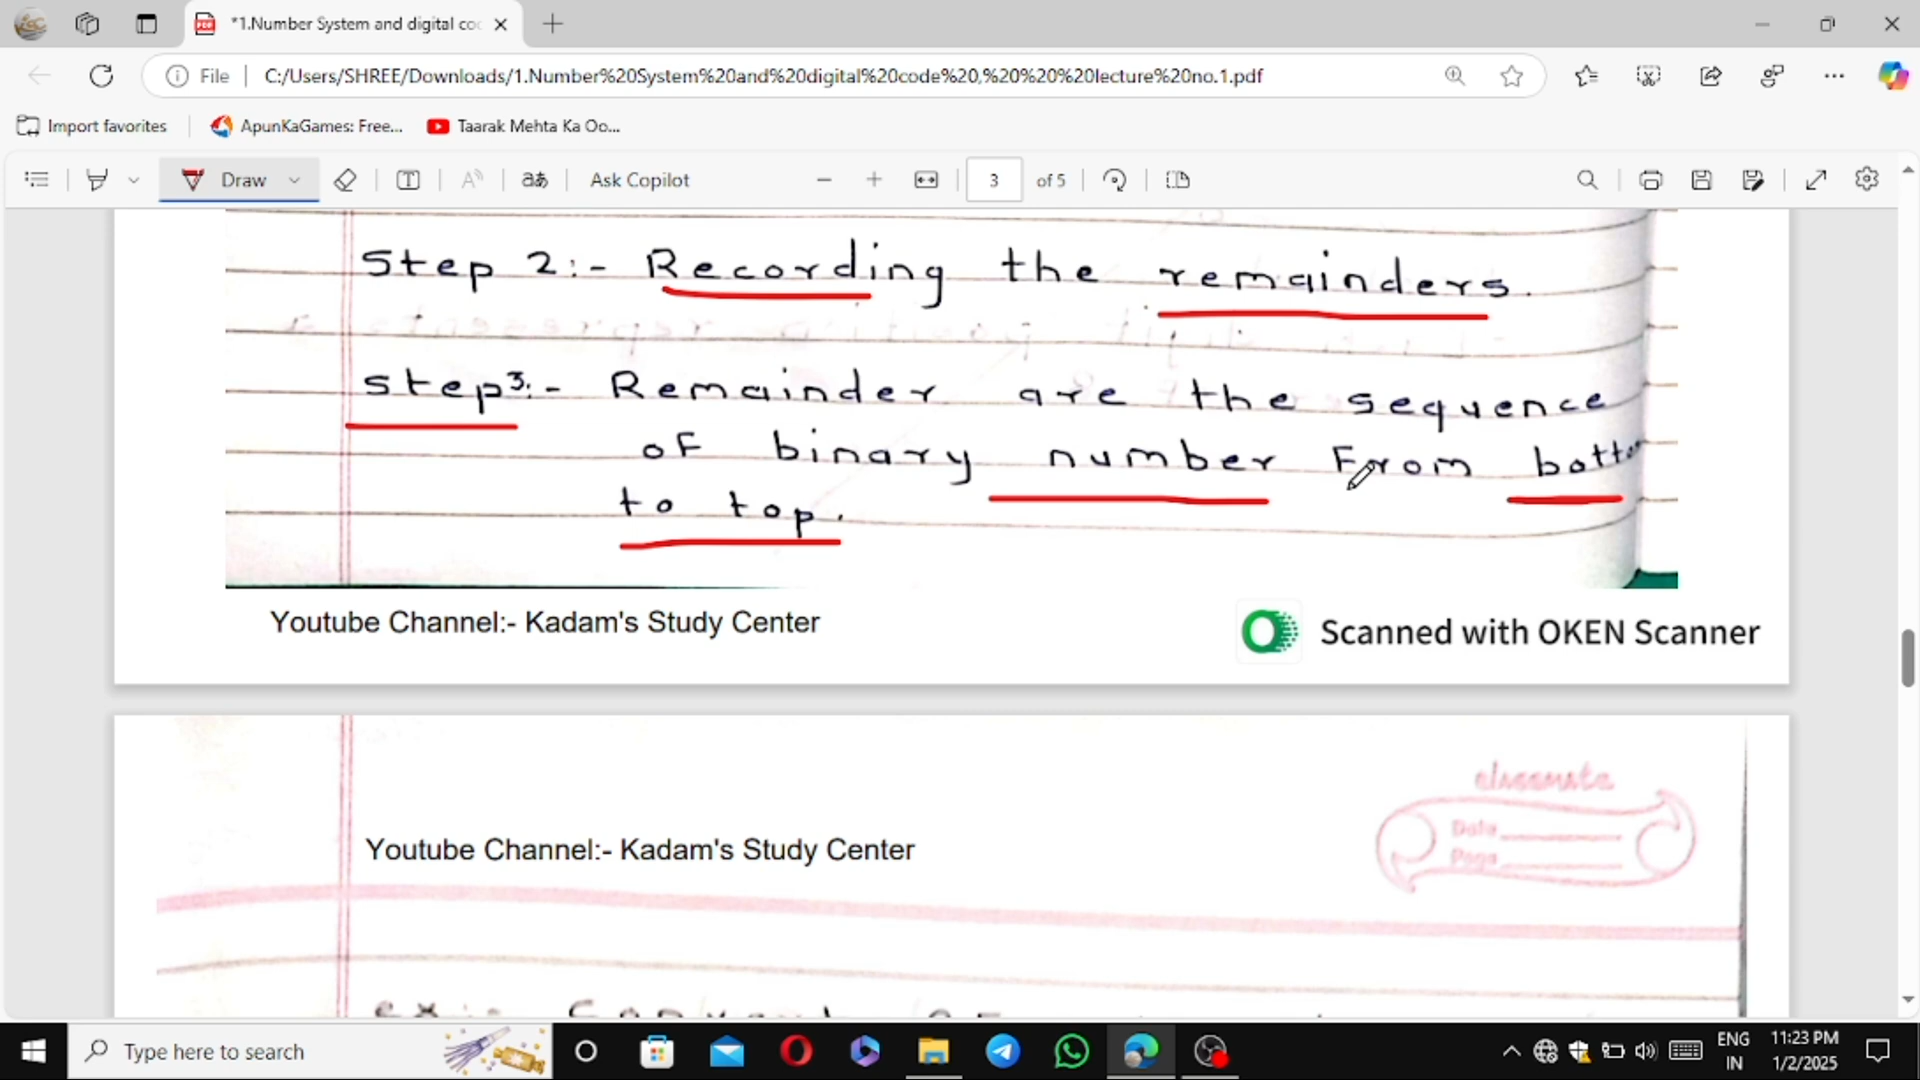 *1.Number System and digital co
File
C:/Users/SHREE/Downloads/1.Number%20System%20and%20digital%20code%20,%20%20%20lecture%20no.1.pdf
Import favorites
ApunKaGames: Free...
Taarak Mehta Ka Oo...
Draw
Ask Copilot
3
of 5
Step 2:- Recording the remainders.
step3:- Remainder are the sequence
of binary number From botto
to top.
Youtube Channel:- Kadam's Study Center
Scanned with OKEN Scanner
classmate
Date
Page
Youtube Channel:- Kadam's Study Center
Type here to search
ENG
IN
11:23 PM
1/2/2025